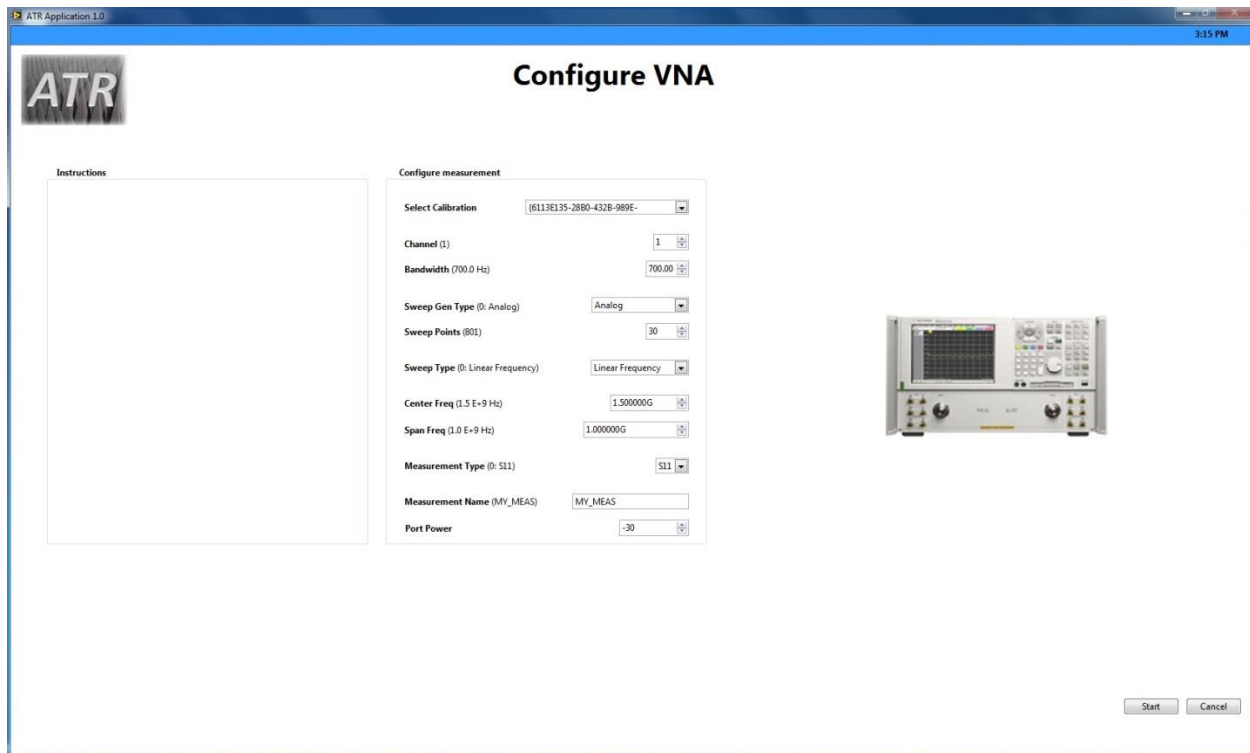 ATR Application 1.0
3:15 PM
ATR
Configure VNA
Instructions
Configure measurement
Select Calibration {6113E135-28B0-432B-989E-
Channel (1) 1
Bandwidth (700.0 Hz) 700.00
Sweep Gen Type (0: Analog) Analog
Sweep Points (801) 30
Sweep Type (0: Linear Frequency) Linear Frequency
Center Freq (1.5 E+9 Hz) 1.500000G
Span Freq (1.0 E+9 Hz) 1.000000G
Measurement Type (0: S11) S11
Measurement Name (MY_MEAS) MY_MEAS
Port Power -30
Start Cancel